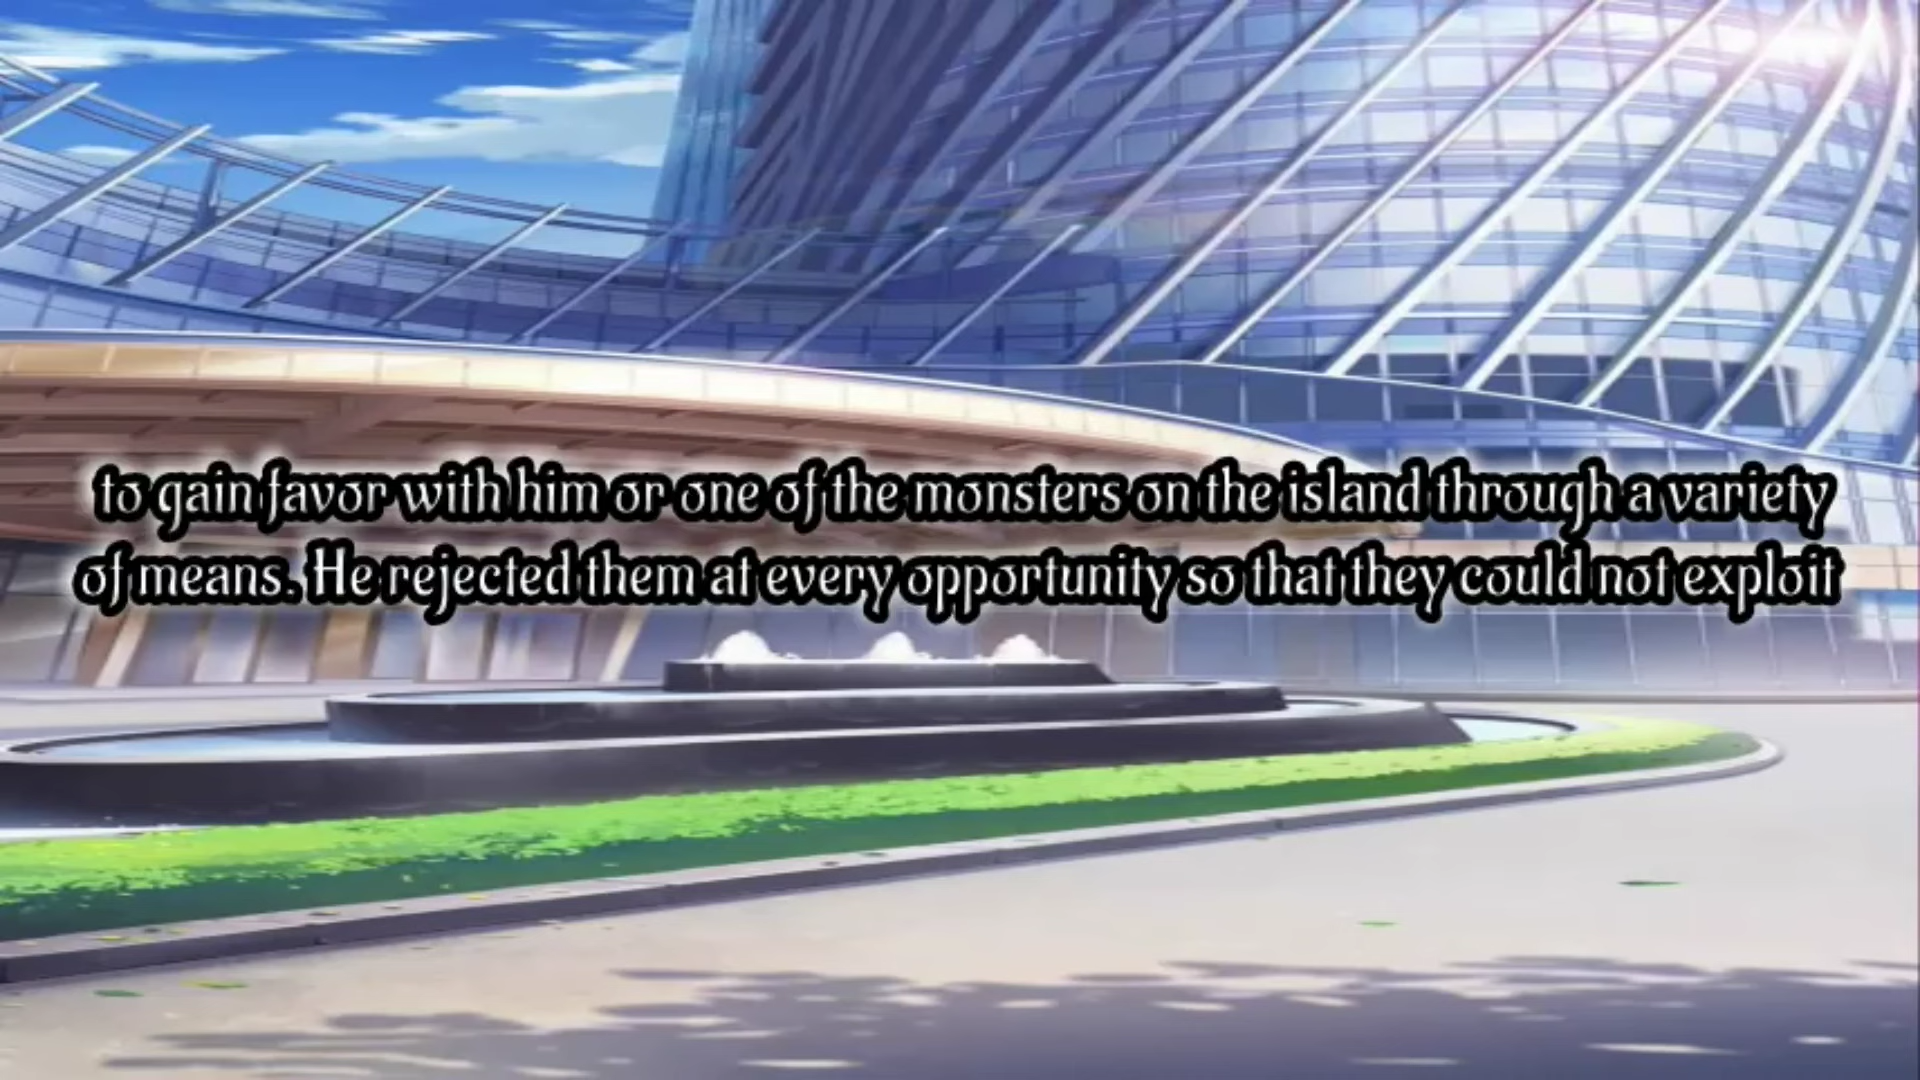 to gain favor with him or one of the monsters on the island through a variety
of means. He rejected them at every opportunity so that they could not exploit